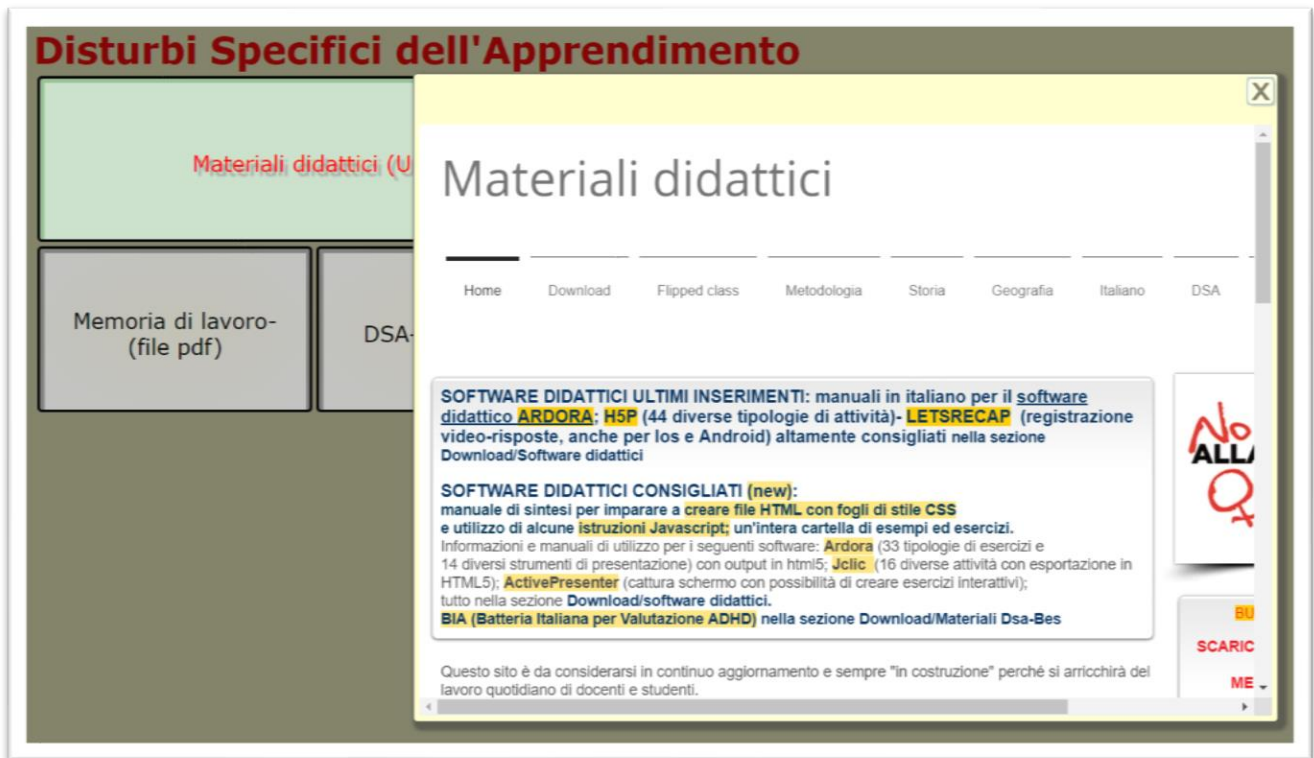 Disturbi Specifici dell'Apprendimento
Materiali didattici (U
Memoria di lavoro-
(file pdf)
DSA-
X
Materiali didattici
Home Download Flipped class Metodologia Storia Geografia Italiano DSA
SOFTWARE DIDATTICI ULTIMI INSERIMENTI: manuali in italiano per il software
didattico ARDORA; H5P (44 diverse tipologie di attività)- LETSRECAP (registrazione
video-risposte, anche per Ios e Android) altamente consigliati nella sezione
Download/Software didattici
SOFTWARE DIDATTICI CONSIGLIATI (new):
manuale di sintesi per imparare a creare file HTML con fogli di stile CSS
e utilizzo di alcune istruzioni Javascript; un'intera cartella di esempi ed esercizi.
Informazioni e manuali di utilizzo per i seguenti software: Ardora (33 tipologie di esercizi e
14 diversi strumenti di presentazione) con output in html5; Jclic (16 diverse attività con esportazione in
HTML5); ActivePresenter (cattura schermo con possibilità di creare esercizi interattivi);
tutto nella sezione Download/software didattici.
BIA (Batteria Italiana per Valutazione ADHD) nella sezione Download/Materiali Dsa-Bes
Questo sito è da considerarsi in continuo aggiornamento e sempre "in costruzione" perché si arricchirà del
lavoro quotidiano di docenti e studenti.
No
ALLA
BU
SCARIC
ME